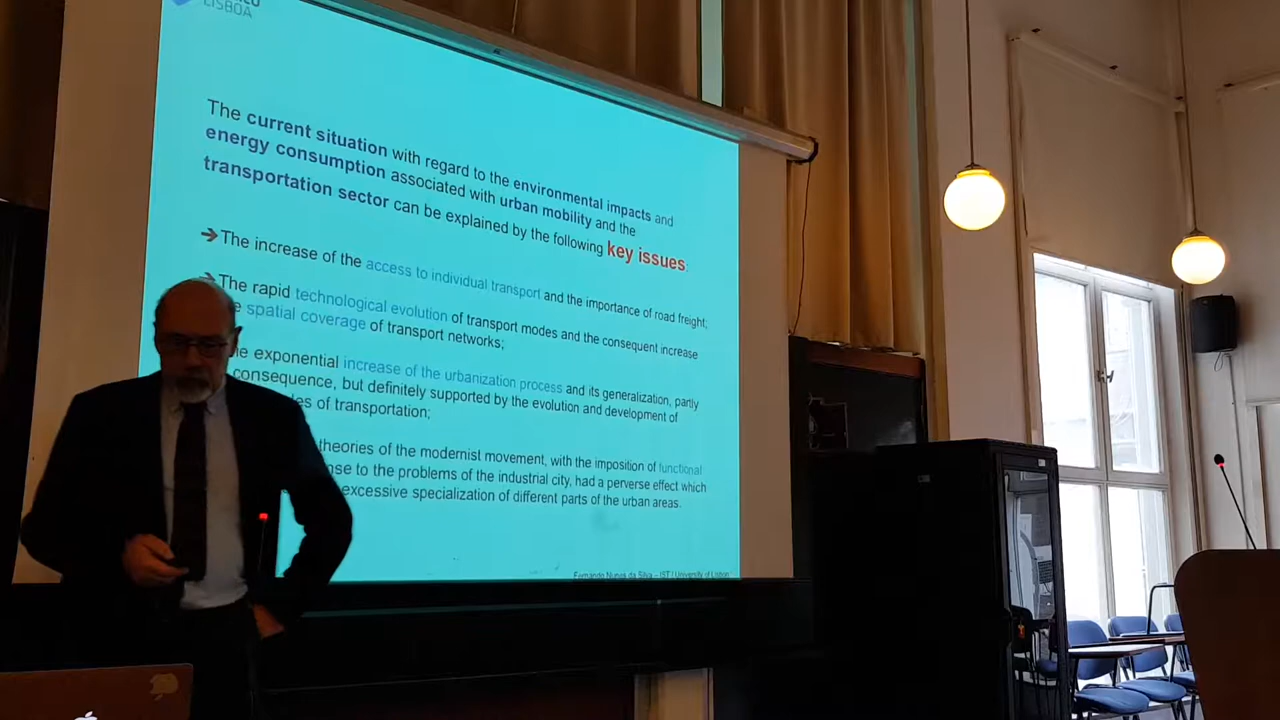 LISBOA
The current situation with regard to the environmental impacts and
energy consumption associated with urban mobility and the
transportation sector can be explained by the following key issues:
The increase of the access to individual transport and the importance of road freight;
The rapid technological evolution of transport modes and the consequent increase
spatial coverage of transport networks;
exponential increase of the urbanization process and its generalization, partly
consequence, but definitely supported by the evolution and development of
of transportation;
theories of the modernist movement, with the imposition of functional
to the problems of the industrial city, had a perverse effect which
excessive specialization of different parts of the urban areas.
Fernando Nunes da Silva – IST / University of Lisbon